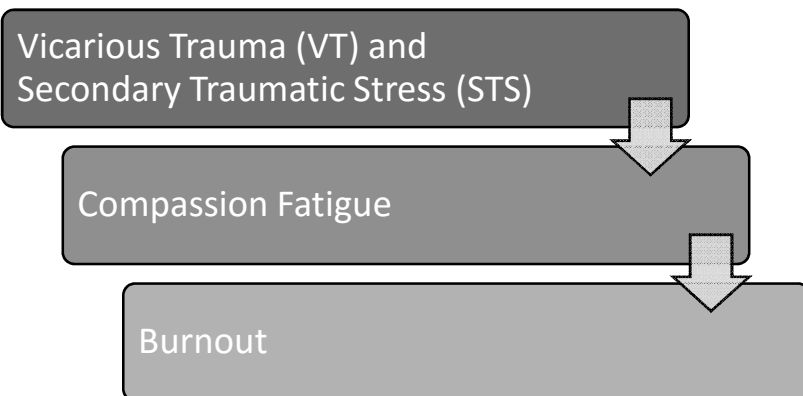 Vicarious Trauma (VT) and
Secondary Traumatic Stress (STS)
Compassion Fatigue
Burnout